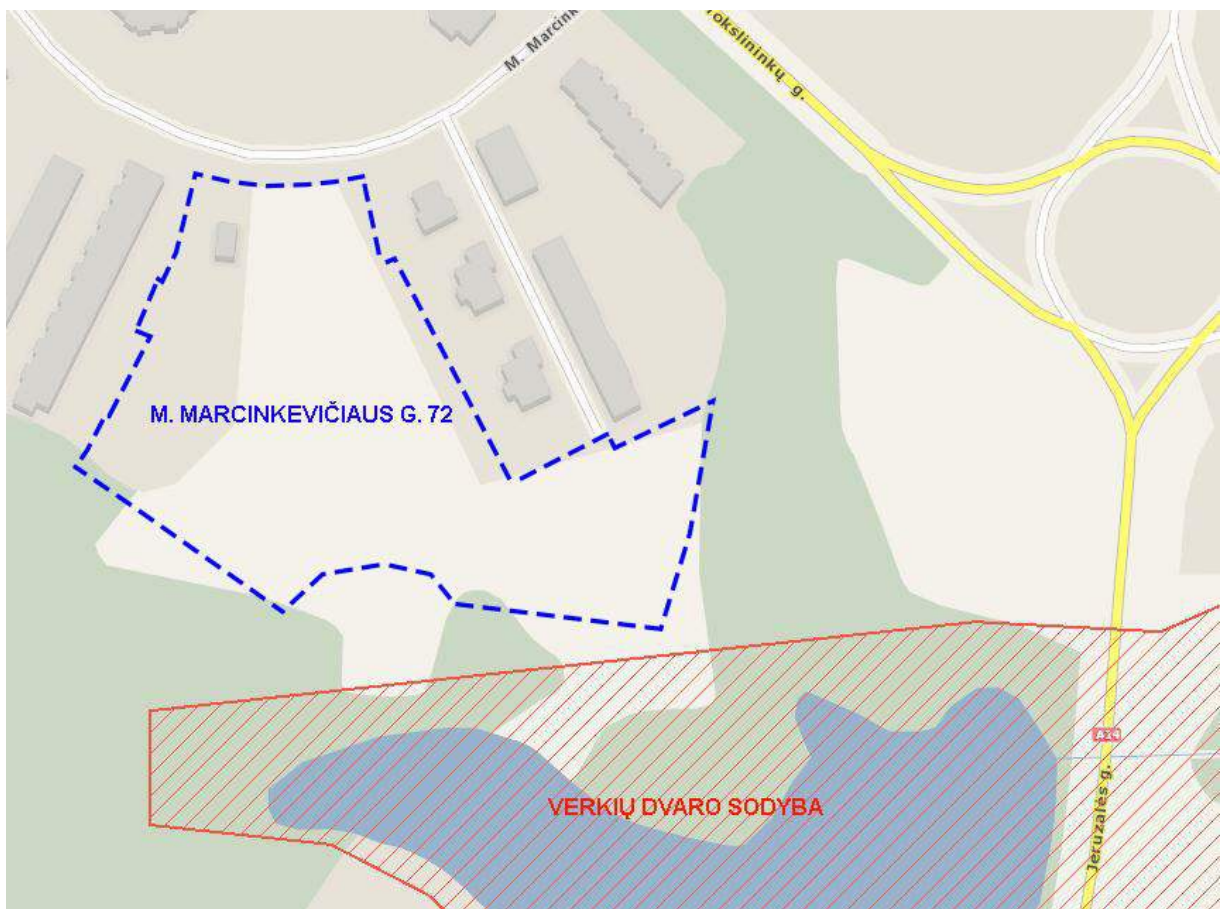 M. Marcink
okslininkų g.
M. MARCINKEVIČIAUS G. 72
A14
VERKIŲ DVARO SODYBA
Jeruzalės g.